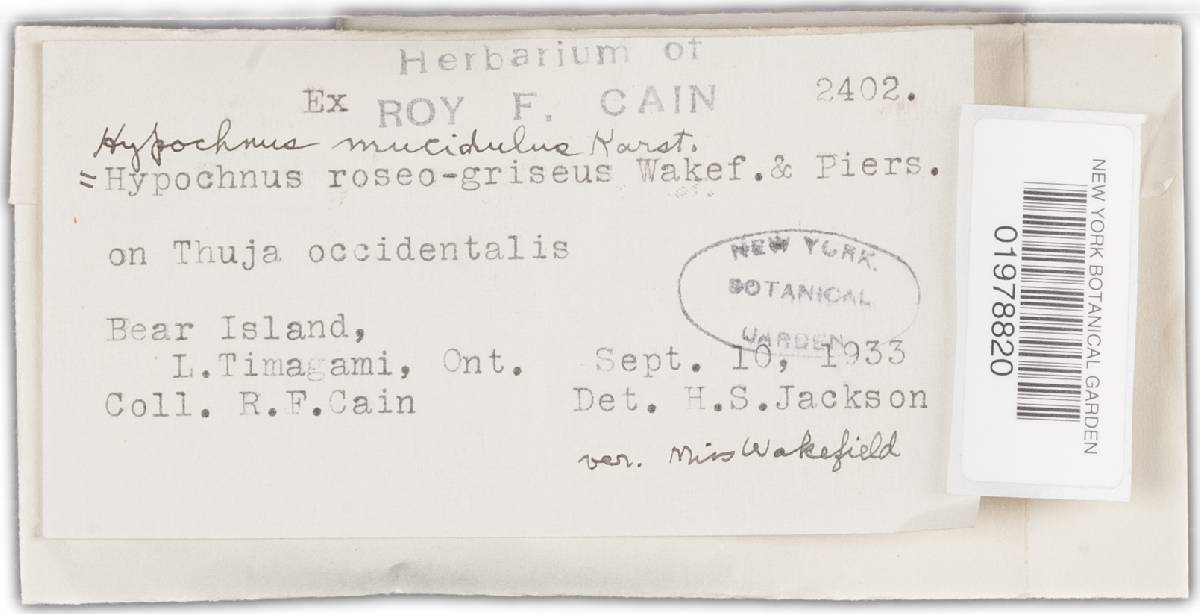 Herbarium of
Ex ROY F. CAIN 2402.
Hypochnus mucidulus Karst.
=Hypochnus roseo-griseus Wakef.& Piers.
on Thuja occidentalis
NEW YORK
BOTANICAL
GARDEN
Bear Island,
L.Timagami, Ont. Sept. 10, 1933
Coll. R.F.Cain Det. H.S.Jackson
ver. Miss Wakefield
NEW YORK BOTANICAL GARDEN
01978820